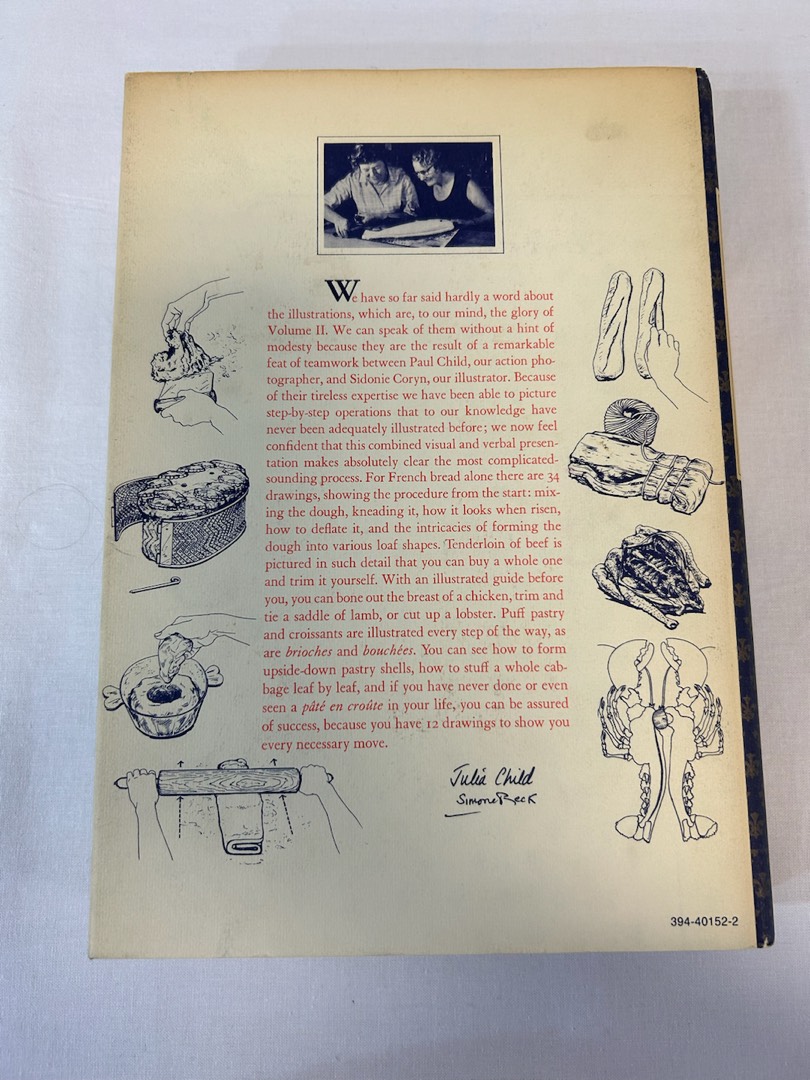 We have so far said hardly a word about
the illustrations, which are, to our mind, the glory of
Volume II. We can speak of them without a hint of
modesty because they are the result of a remarkable
feat of teamwork between Paul Child, our action pho-
tographer, and Sidonie Coryn, our illustrator. Because
of their tireless expertise we have been able to picture
step-by-step operations that to our knowledge have
never been adequately illustrated before; we now feel
confident that this combined visual and verbal presen-
tation makes absolutely clear the most complicated-
sounding process. For French bread alone there are 34
drawings, showing the procedure from the start: mix-
ing the dough, kneading it, how it looks when risen,
how to deflate it, and the intricacies of forming the
dough into various loaf shapes. Tenderloin of beef is
pictured in such detail that you can buy a whole one
and trim it yourself. With an illustrated guide before
you, you can bone out the breast of a chicken, trim and
tie a saddle of lamb, or cut up a lobster. Puff pastry
and croissants are illustrated every step of the way, as
are brioches and bouchées. You can see how to form
upside-down pastry shells, how to stuff a whole cab-
bage leaf by leaf, and if you have never done or even
seen a pâté en croûte in your life, you can be assured
of success, because you have 12 drawings to show you
every necessary move.
Julia Child
Simone Beck
394-40152-2